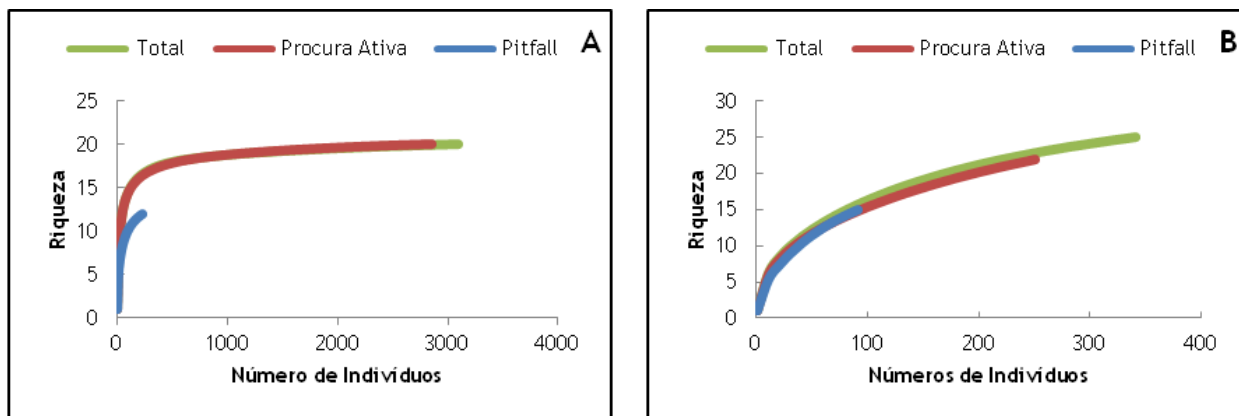 Total Procura Ativa Pitfall A
25
20
15
10
5
0
Riqueza
0 1000 2000 3000 4000
Número de Indivíduos
Total Procura Ativa Pitfall B
30
25
20
15
10
5
0
Riqueza
0 100 200 300 400
Números de Indivíduos